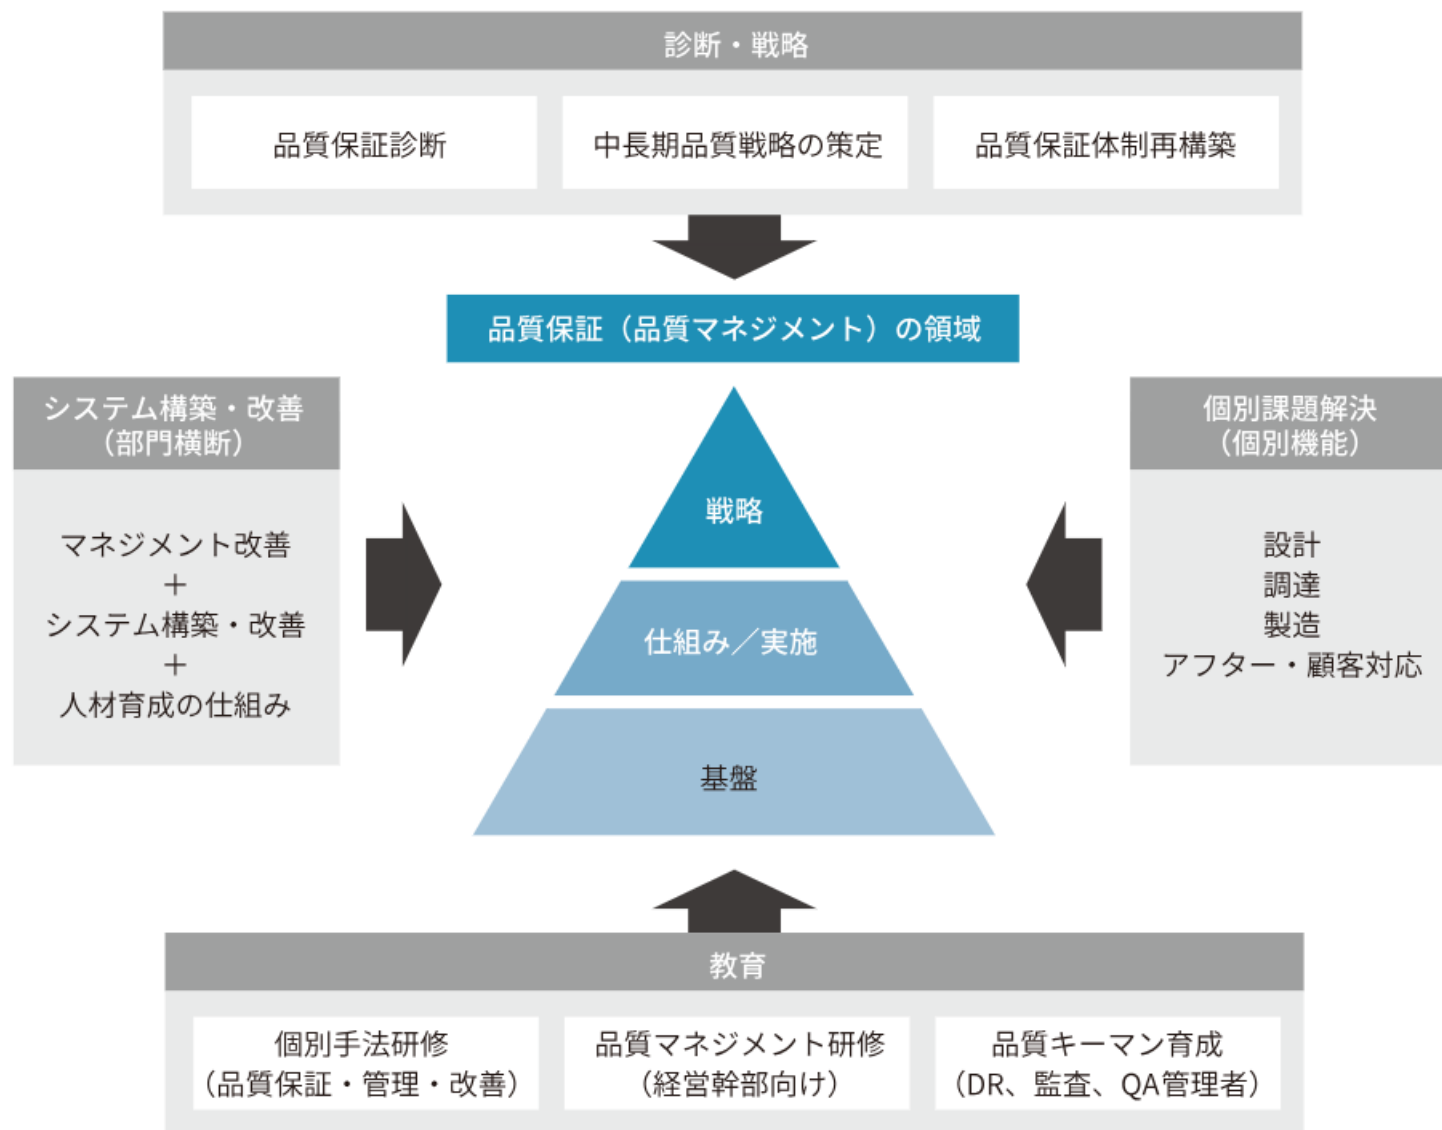 診断・戦略
品質保証診断
中長期品質戦略の策定
品質保証体制再構築
品質保証（品質マネジメント）の領域
システム構築・改善
（部門横断）
マネジメント改善
＋
システム構築・改善
＋
人材育成の仕組み
戦略
仕組み／実施
基盤
個別課題解決
（個別機能）
設計
調達
製造
アフター・顧客対応
教育
個別手法研修
（品質保証・管理・改善）
品質マネジメント研修
（経営幹部向け）
品質キーマン育成
（DR、監査、QA管理者）